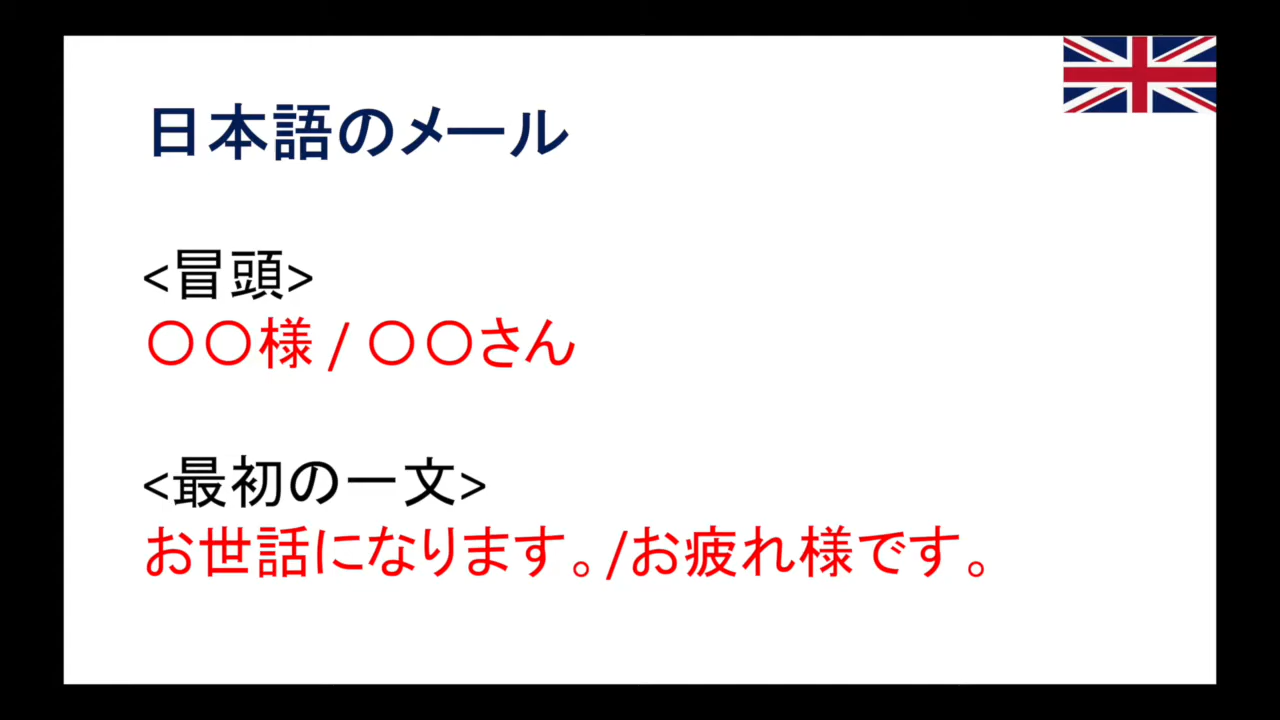 日本語のメール
<冒頭>
〇〇様 / 〇〇さん
<最初の一文>
お世話になります。/お疲れ様です。